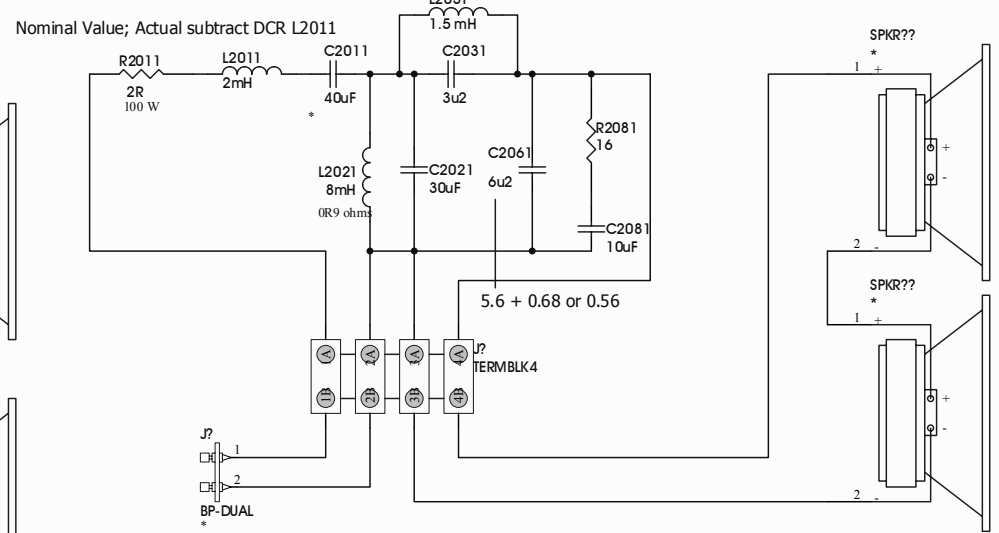 1.5 mH
Nominal Value; Actual subtract DCR L2011
R2011
2R
100 W
L2011
2mH
C2011
40uF
*
C2031
3u2
L2021
8mH
0R9 ohms
C2021
30uF
C2061
6u2
R2081
16
C2081
10uF
5.6 + 0.68 or 0.56
SPKR??
*
1 +
+
-
2 -
SPKR??
*
1 +
+
-
2 -
1A 2A 3A 4A
J?
TERMBLK4
1B 2B 3B 4B
J?
1
2
BP-DUAL
*